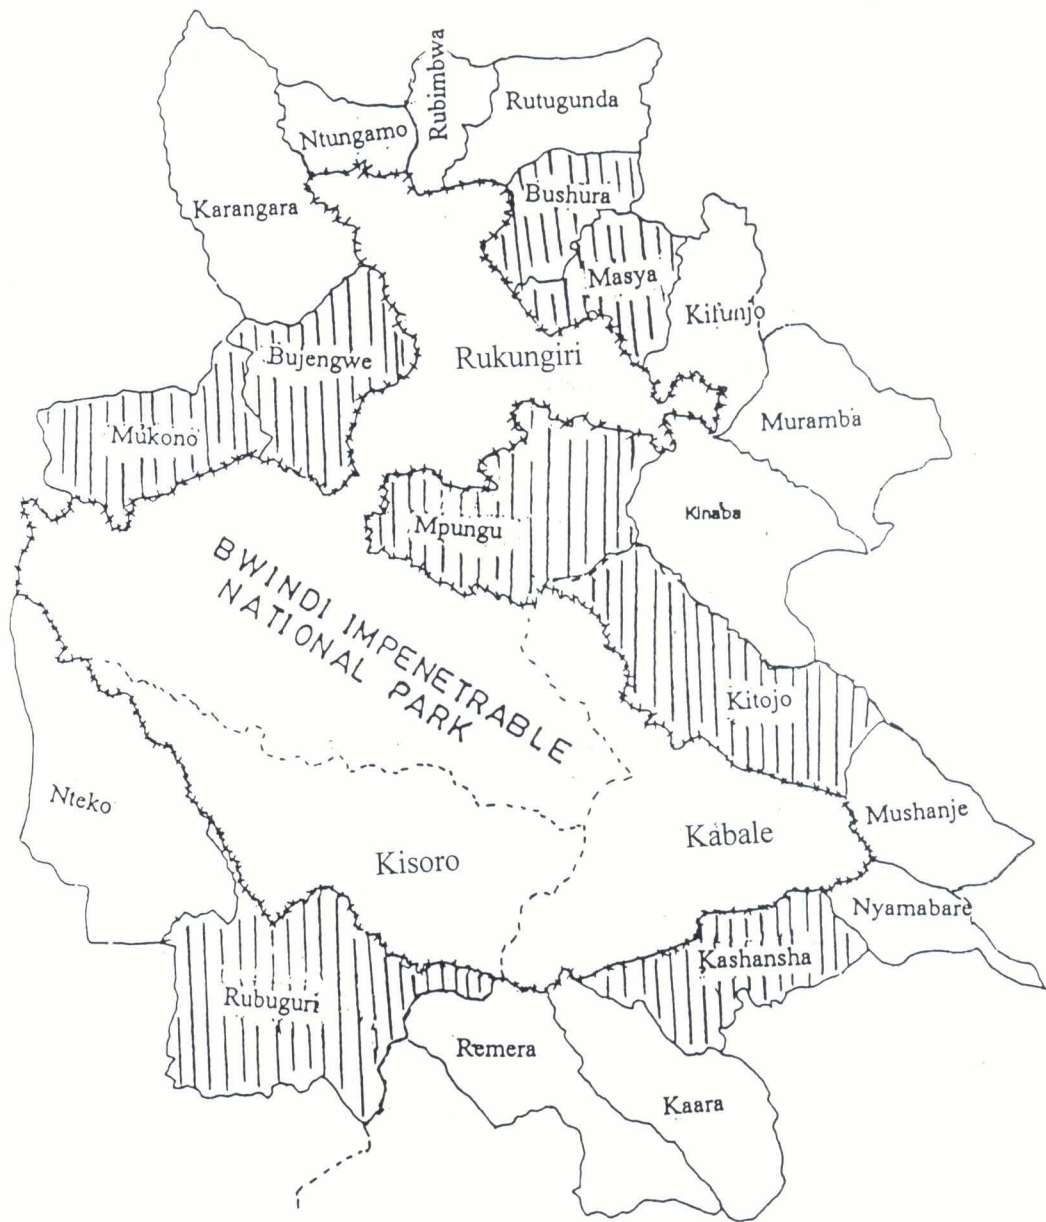 Rubimbwa
Rutugunda
Ntungamo
Bushura
Karangara
Masya
Kifunjo
Rukungiri
Bujengwe
Muramba
Mukono
Kinaba
Mpungu
BWINDI IMPENETRABLE
NATIONAL PARK
Kitojo
Nteko
Mushanje
Kabale
Kisoro
Nyamabare
Kashansha
Rubuguri
Remera
Kaara